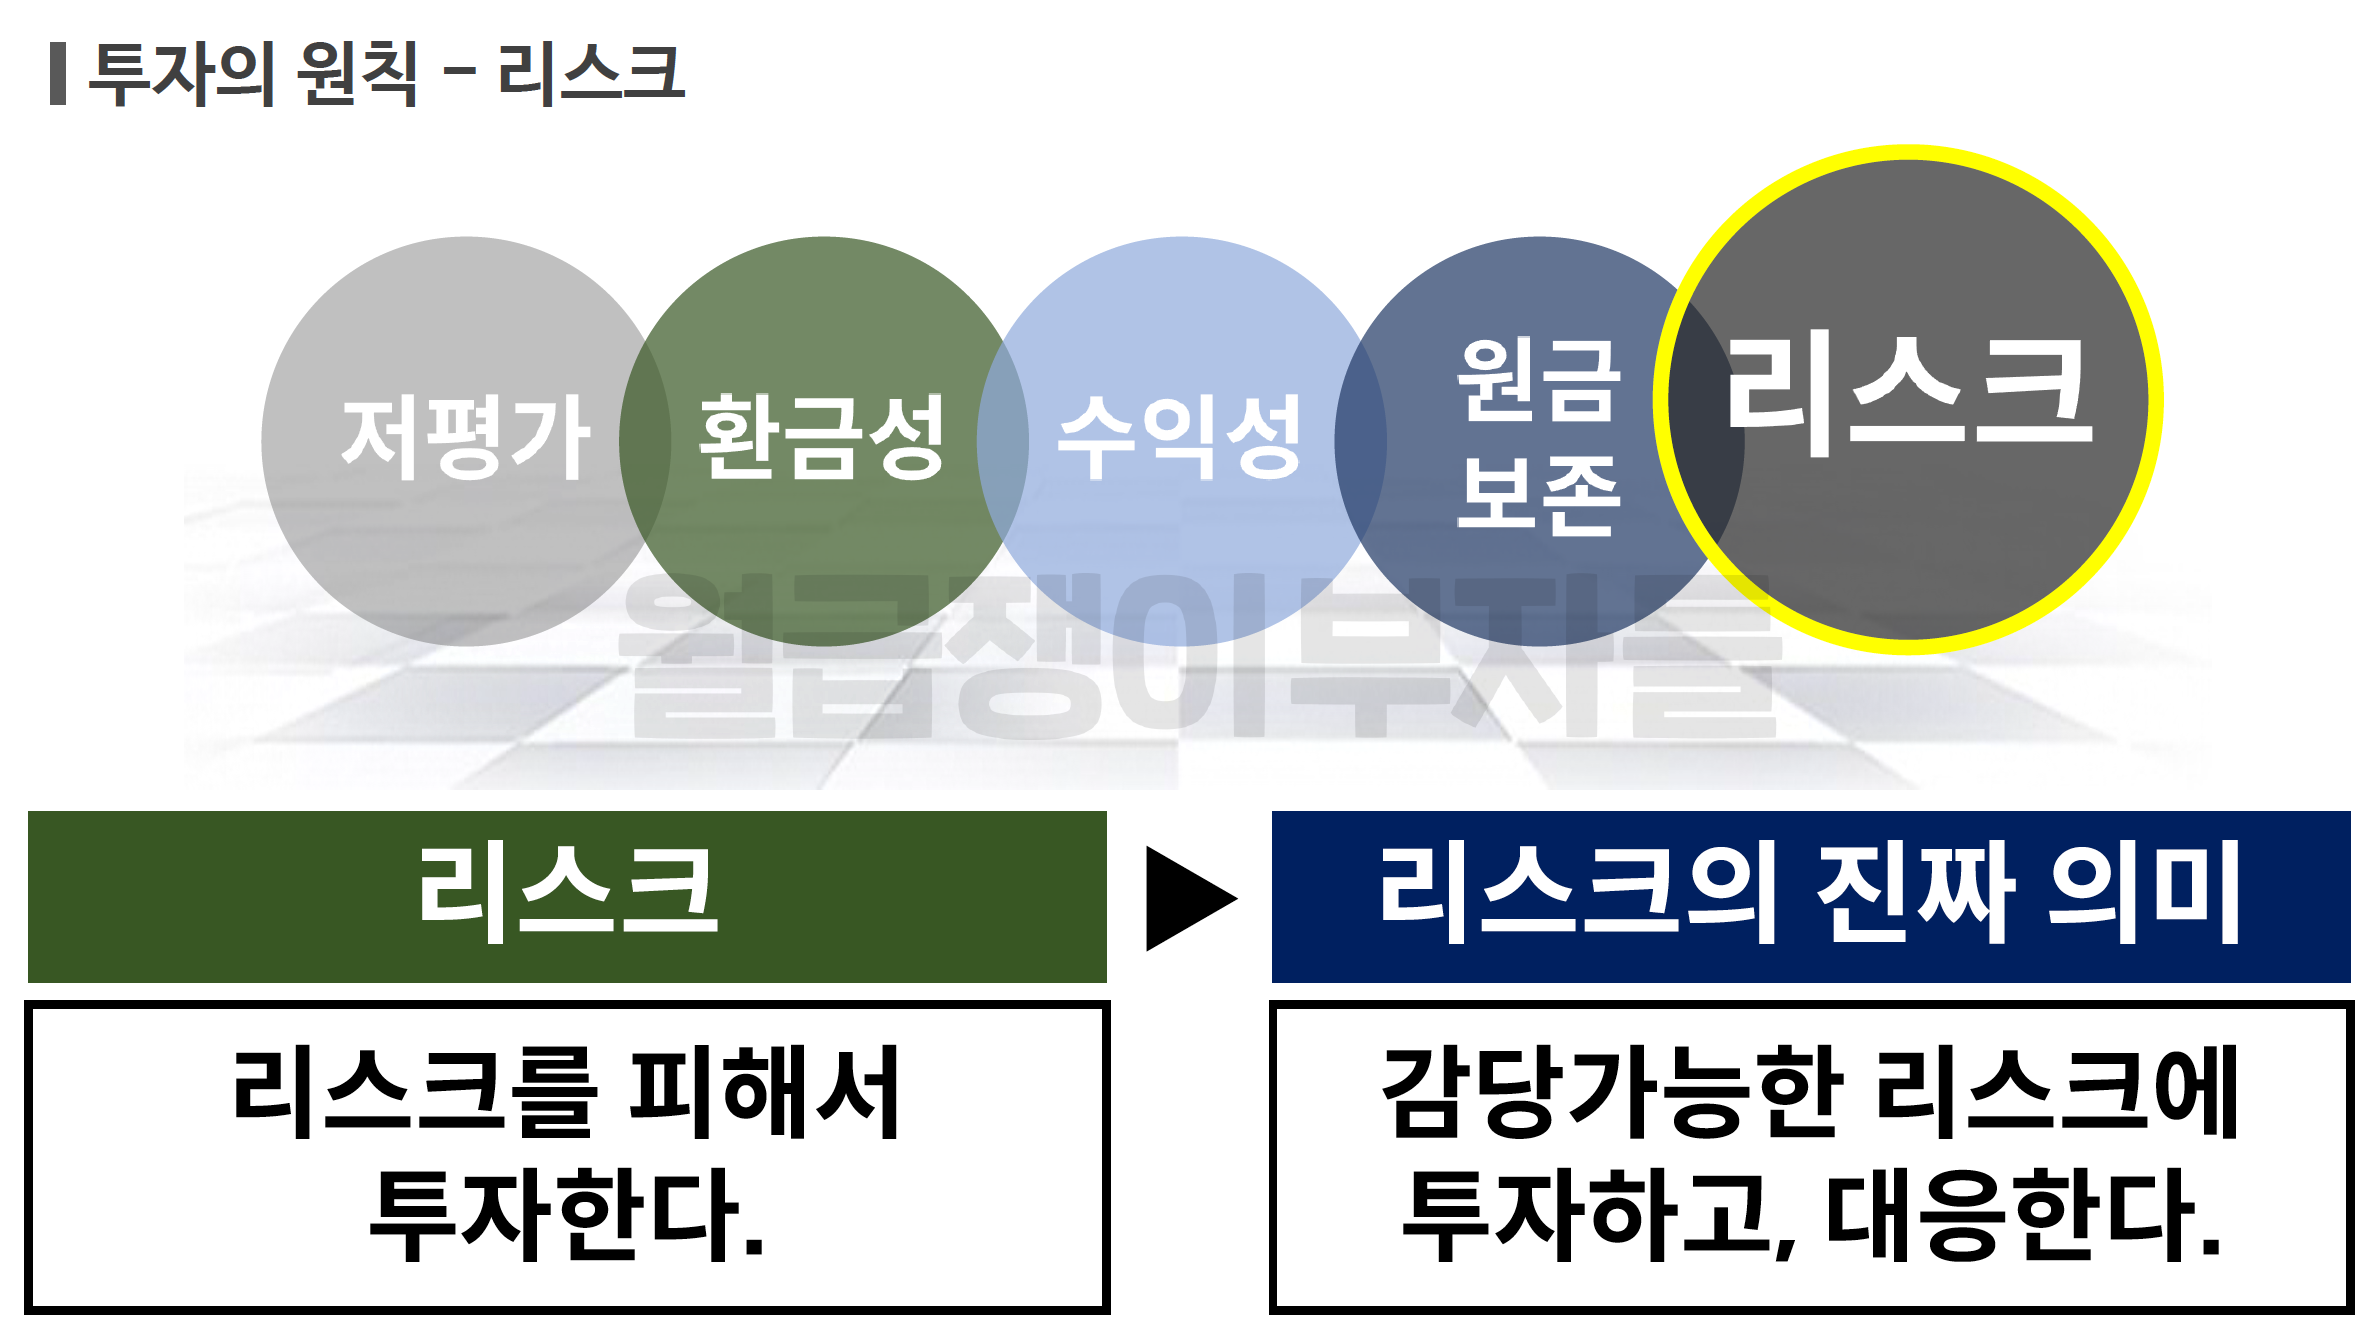 투자의 원칙 - 리스크
저평가
환금성
수익성
원금
보존
리스크
월급쟁이부자들
리스크
리스크의 진짜 의미
리스크를 피해서
투자한다.
감당가능한 리스크에
투자하고, 대응한다.